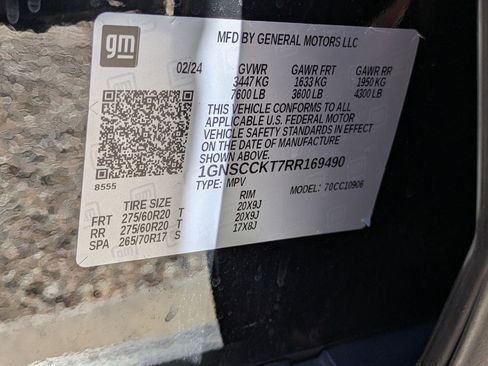 gm
MFD BY GENERAL MOTORS LLC
02/24 GVWR GAWR FRT GAWR RR
3447 KG 1633 KG 1950 KG
7600 LB 3600 LB 4300 LB
THIS VEHICLE CONFORMS TO ALL
APPLICABLE U.S. FEDERAL MOTOR
VEHICLE SAFETY STANDARDS IN EFFECT
ON THE DATE OF MANUFACTURE
SHOWN ABOVE.
8555
1GNSCCKT7RR169490
TYPE: MPV MODEL: 70CC10906
TIRE SIZE RIM
FRT 275/60R20 T 20X9J
RR 275/60R20 T 20X9J
SPA 265/70R17 S 17X8J